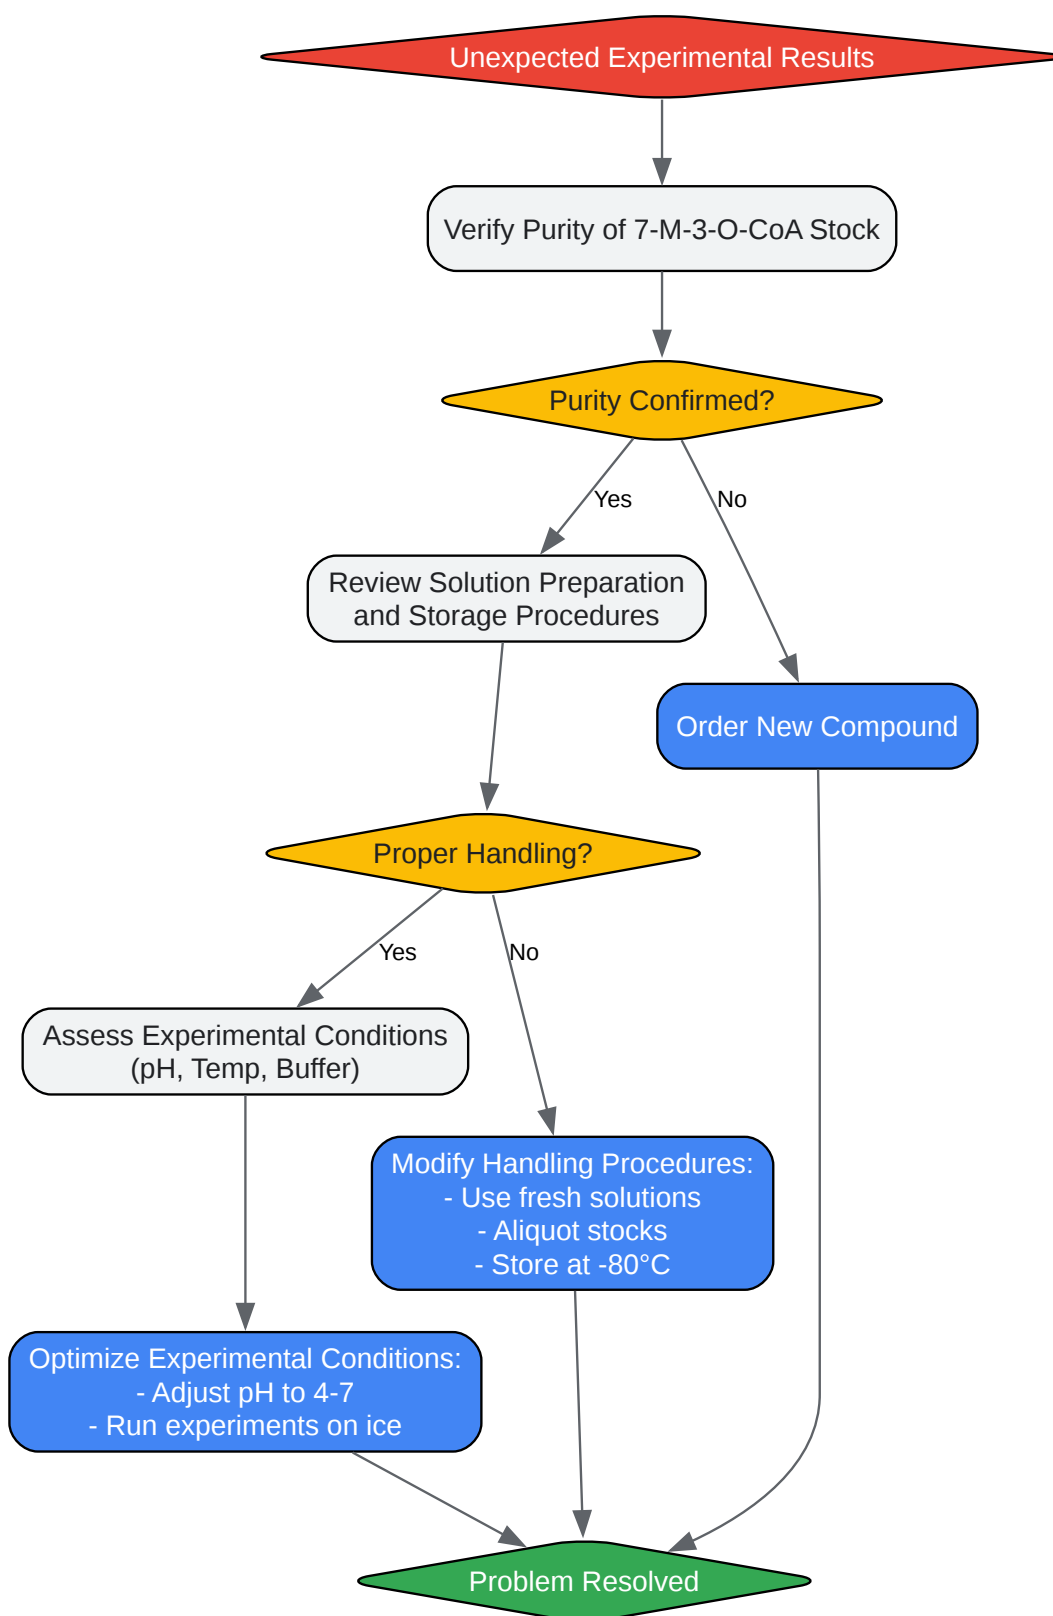 Unexpected Experimental Results
Verify Purity of 7-M-3-O-CoA Stock
Purity Confirmed?
Yes
No
Review Solution Preparation
and Storage Procedures
Order New Compound
Proper Handling?
Yes
No
Assess Experimental Conditions
(pH, Temp, Buffer)
Modify Handling Procedures:
- Use fresh solutions
- Aliquot stocks
- Store at -80°C
Optimize Experimental Conditions:
- Adjust pH to 4-7
- Run experiments on ice
Problem Resolved